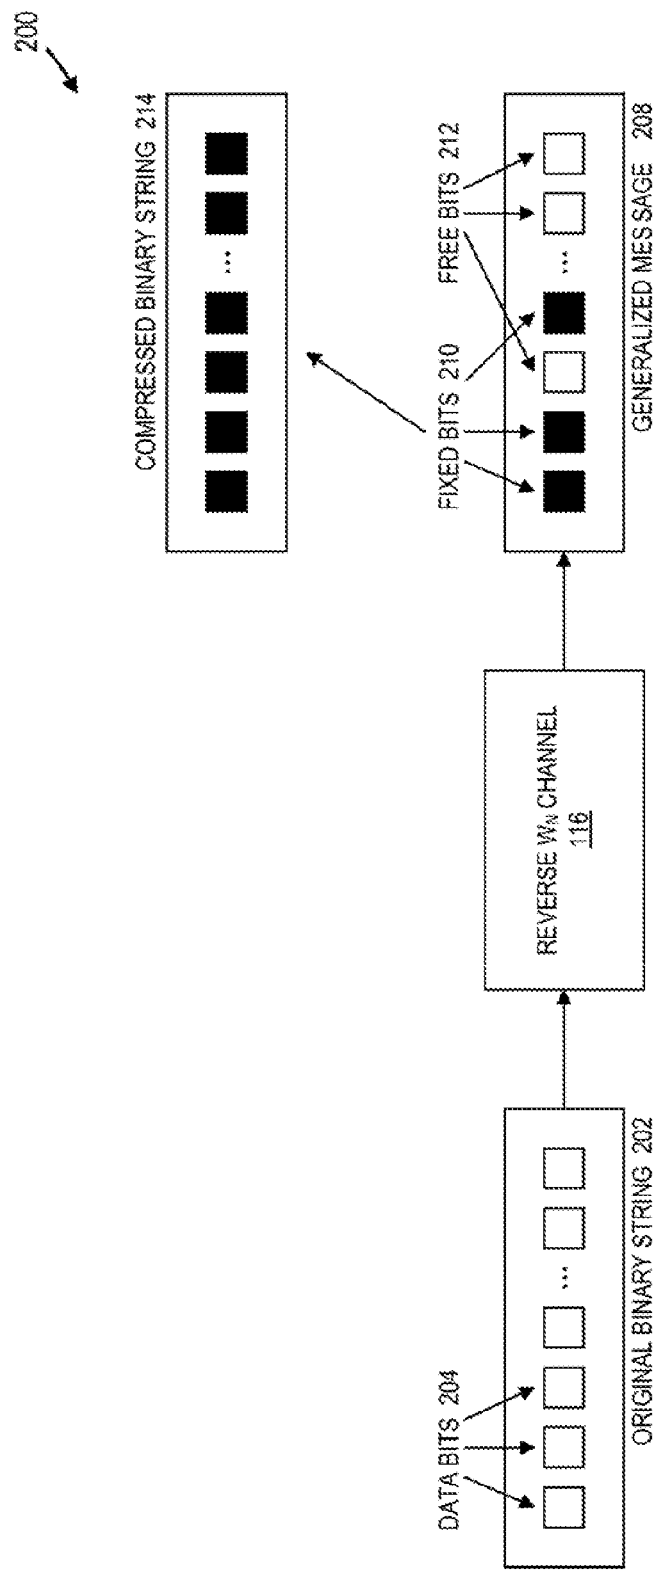 200
COMPRESSED BINARY STRING 214
...
FIXED BITS 210
FREE BITS 212
...
GENERALIZED MESSAGE 208
REVERSE Wₙ CHANNEL
116
DATA BITS 204
...
ORIGINAL BINARY STRING 202